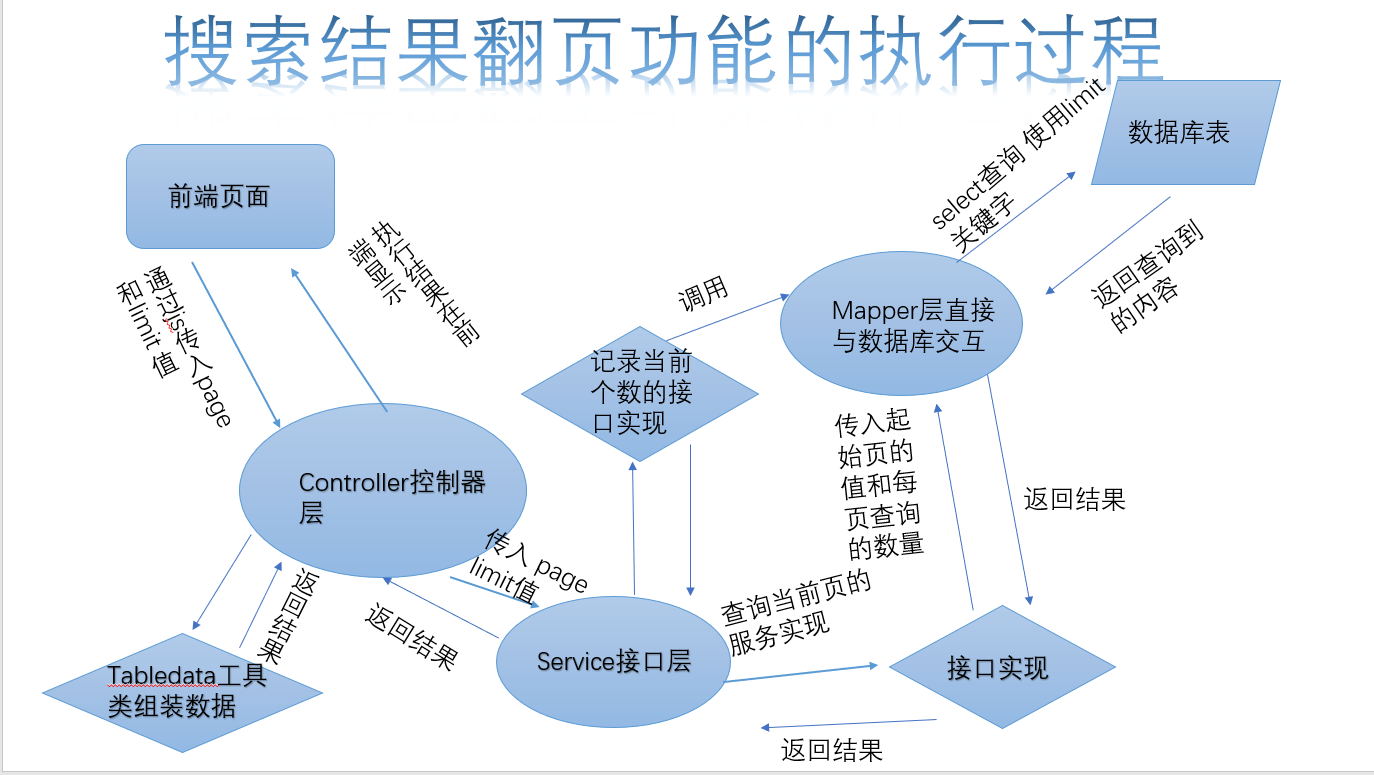 搜索结果翻页功能的执行过程
数据库表
前端页面
select查询 使用limit
关键字
执行结果在前
端显示
返回查询到
的内容
通过js传入page
和limit值
调用
Mapper层直接
与数据库交互
记录当前
个数的接
口实现
传入起
始页的
值和每
页查询
的数量
Controller控制器
层
返回结果
传入 page
limit值
返回结果
返回结果
查询当前页的
服务实现
Service接口层
接口实现
Tabledata工具
类组装数据
返回结果